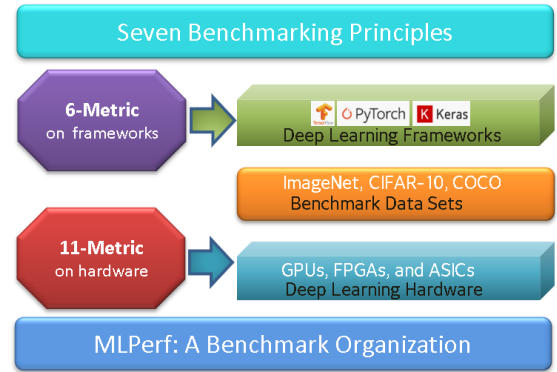 Seven Benchmarking Principles
6-Metric
on frameworks
TensorFlow PyTorch Keras
Deep Learning Frameworks
ImageNet, CIFAR-10, COCO
Benchmark Data Sets
11-Metric
on hardware
GPUs, FPGAs, and ASICs
Deep Learning Hardware
MLPerf: A Benchmark Organization